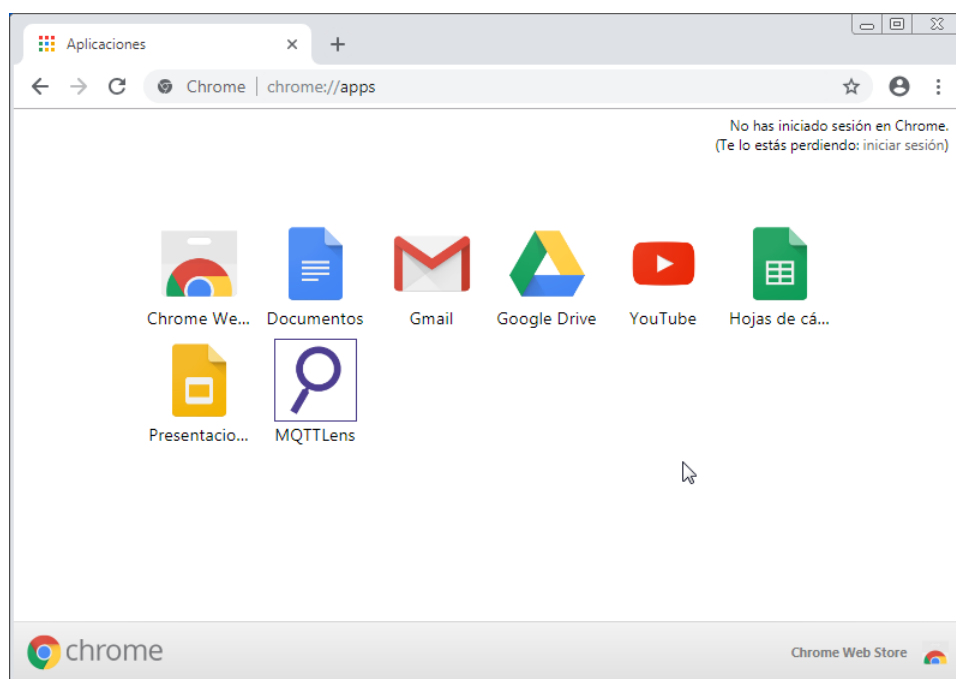 Aplicaciones
Chrome | chrome://apps
No has iniciado sesión en Chrome.
(Te lo estás perdiendo: iniciar sesión)
Chrome We... Documentos Gmail Google Drive YouTube Hojas de cá...
Presentacio... MQTTLens
chrome Chrome Web Store